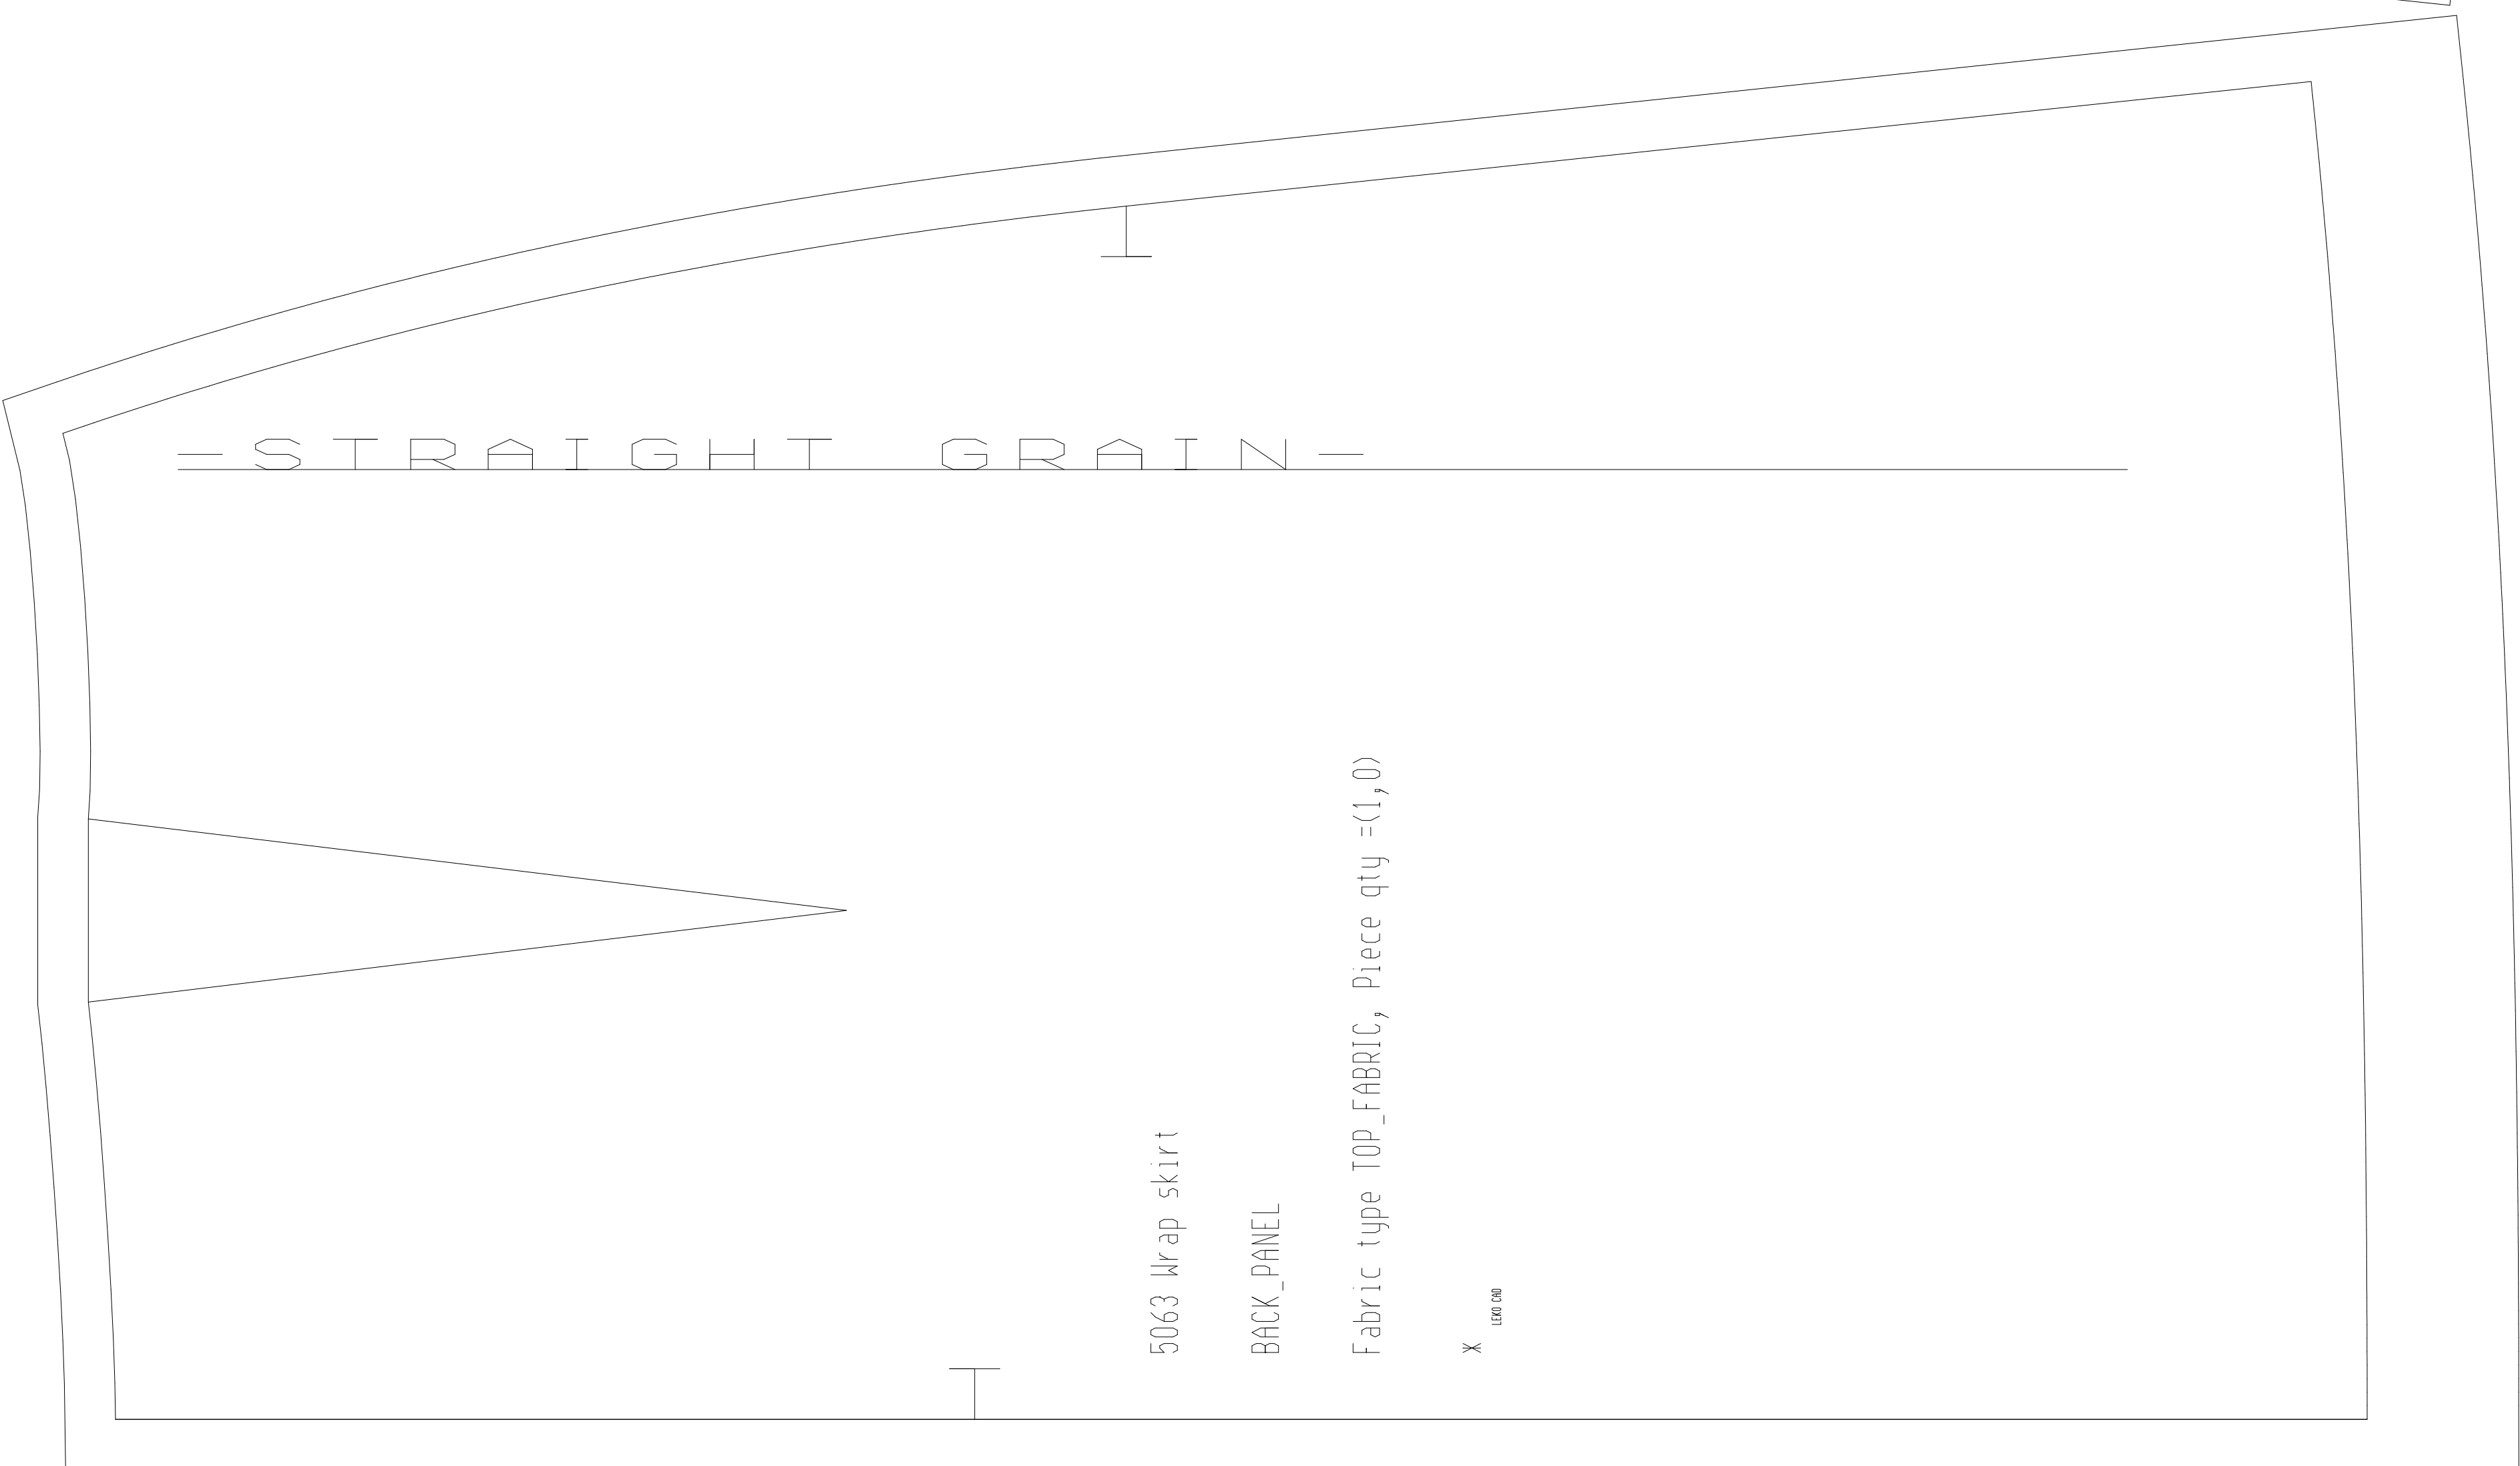 -STRAIGHT GRAIN-
5063 Wrap skirt
BACK_PANEL
Fabric type TOP_FABRIC, Piece qty =(1,0)
*
LEKO CAD